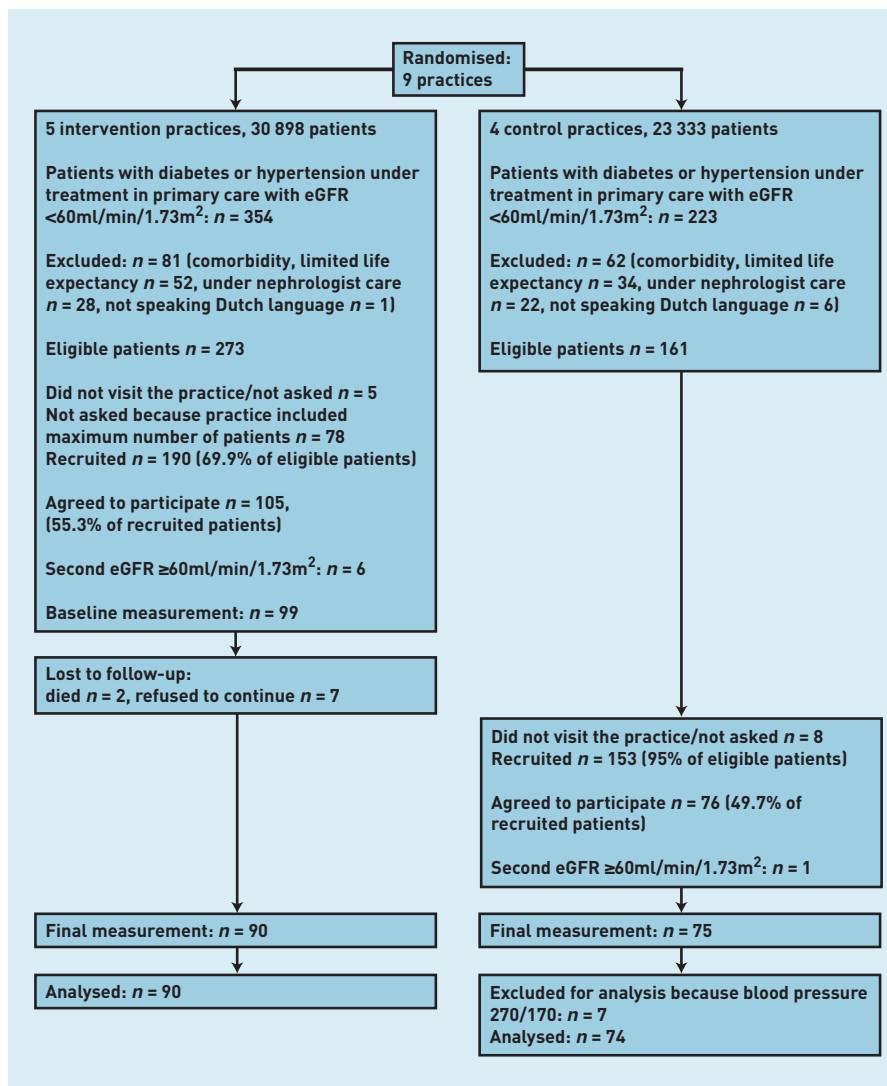 Randomised:
9 practices
5 intervention practices, 30 898 patients
Patients with diabetes or hypertension under
treatment in primary care with eGFR
<60ml/min/1.73m²: n = 354
Excluded: n = 81 (comorbidity, limited life
expectancy n = 52, under nephrologist care
n = 28, not speaking Dutch language n = 1)
Eligible patients n = 273
Did not visit the practice/not asked n = 5
Not asked because practice included
maximum number of patients n = 78
Recruited n = 190 (69.9% of eligible patients)
Agreed to participate n = 105,
(55.3% of recruited patients)
Second eGFR ≥60ml/min/1.73m²: n = 6
Baseline measurement: n = 99
Lost to follow-up:
died n = 2, refused to continue n = 7
Final measurement: n = 90
Analysed: n = 90
4 control practices, 23 333 patients
Patients with diabetes or hypertension under
treatment in primary care with eGFR
<60ml/min/1.73m²: n = 223
Excluded: n = 62 (comorbidity, limited life
expectancy n = 34, under nephrologist care
n = 22, not speaking Dutch language n = 6)
Eligible patients n = 161
Did not visit the practice/not asked n = 8
Recruited n = 153 (95% of eligible patients)
Agreed to participate n = 76 (49.7% of
recruited patients)
Second eGFR ≥60ml/min/1.73m²: n = 1
Final measurement: n = 75
Excluded for analysis because blood pressure
270/170: n = 7
Analysed: n = 74